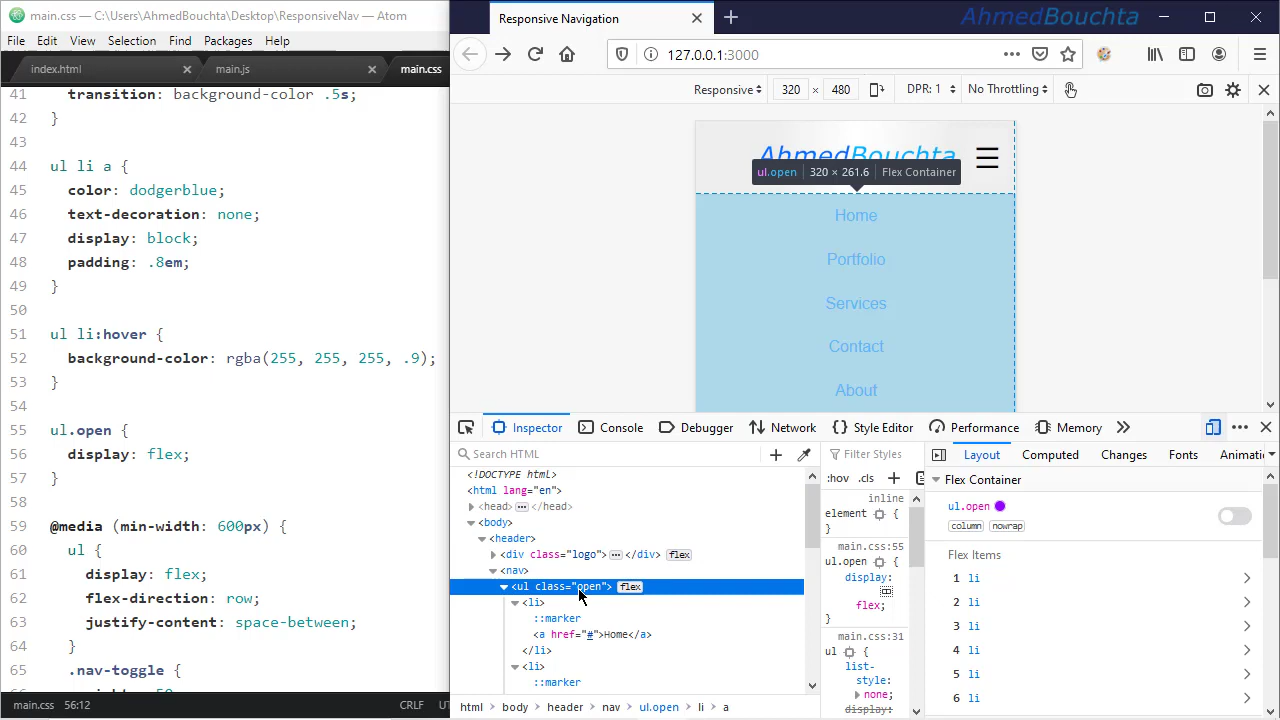 main.css — C:\Users\AhmedBouchta\Desktop\ResponsiveNav — Atom
File Edit View Selection Find Packages Help
index.html main.js main.css
41 transition: background-color .5s;
42 }
43
44 ul li a {
45 color: dodgerblue;
46 text-decoration: none;
47 display: block;
48 padding: .8em;
49 }
50
51 ul li:hover {
52 background-color: rgba(255, 255, 255, .9);
53 }
54
55 ul.open {
56 display: flex;
57 }
58
59 @media (min-width: 600px) {
60 ul {
61 display: flex;
62 flex-direction: row;
63 justify-content: space-between;
64 }
65 .nav-toggle {
main.css 56:12 CRLF
Responsive Navigation
AhmedBouchta
127.0.0.1:3000
Responsive 320 × 480 DPR: 1 No Throttling
AhmedBouchta
ul.open 320 × 261.6 Flex Container
Home
Portfolio
Services
Contact
About
Inspector Console Debugger Network Style Editor Performance Memory
Search HTML
<!DOCTYPE html>
<html lang="en">
<head> ••• </head>
<body>
<header>
<div class="logo"> ••• </div> flex
<nav>
<ul class="open"> flex
<li>
::marker
<a href="#">Home</a>
</li>
<li>
::marker
html body header nav ul.open li a
Filter Styles
:hov .cls
inline
element {
}
main.css:55
ul.open {
display:
flex;
}
main.css:31
ul {
list-
style:
none;
display:
Layout Computed Changes Fonts Animati
Flex Container
ul.open
column nowrap
Flex Items
1 li
2 li
3 li
4 li
5 li
6 li